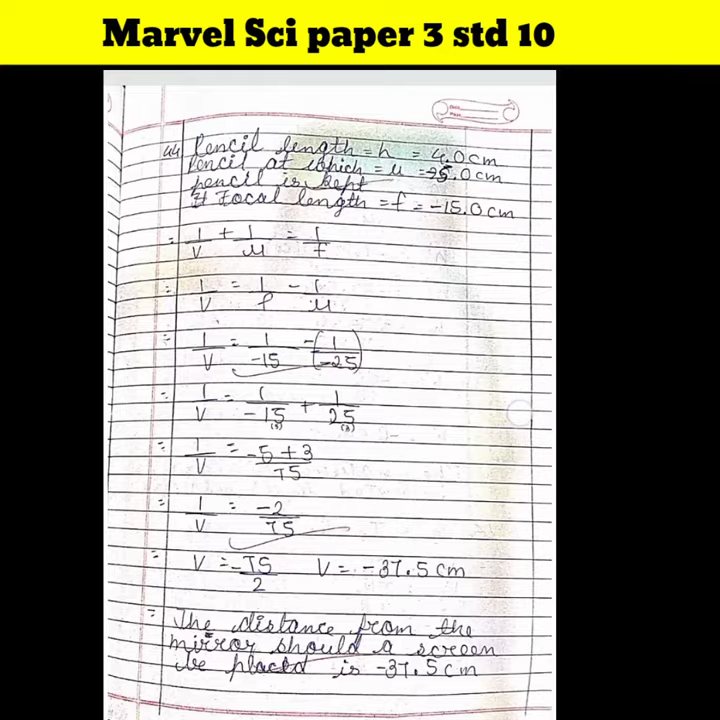 Marvel Sci paper 3 std 10
44 Pencil length = h = 4.0 cm
Pencil at which = u = -25.0 cm
pencil is kept
Focal length = f = -15.0 cm
= 1/v + 1/u = 1/f
= 1/v = 1/f - 1/u
= 1/v = 1/-15 - (1/-25)
= 1/v = 1/-15 + 1/25
(5) (3)
= 1/v = -5 + 3/75
= 1/v = -2/75
= v = -75/2 v = -37.5 cm
= The distance from the
mirror should a screen
be placed is -37.5 cm